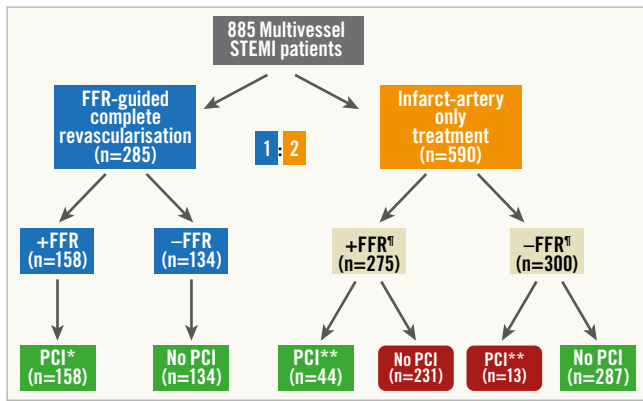 885 Multivessel
STEMI patients
FFR-guided
complete
revascularisation
(n=285)
1:2
Infarct-artery
only
treatment
(n=590)
+FFR
(n=158)
–FFR
(n=134)
+FFR¶
(n=275)
–FFR¶
(n=300)
PCI*
(n=158)
No PCI
(n=134)
PCI**
(n=44)
No PCI
(n=231)
PCI**
(n=13)
No PCI
(n=287)